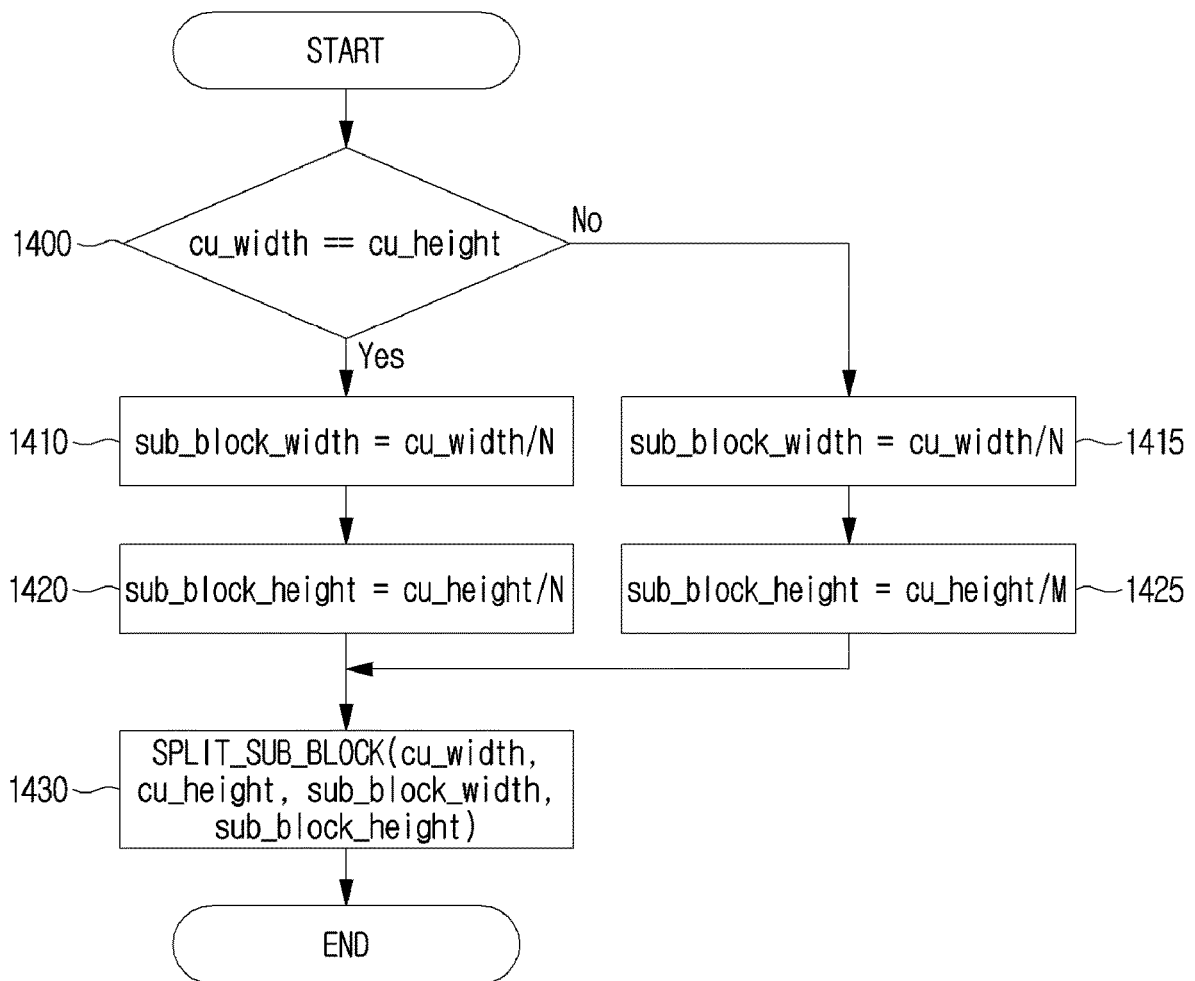 START
1400
cu_width == cu_height
No
Yes
1410
sub_block_width = cu_width/N
sub_block_width = cu_width/N
1415
1420
sub_block_height = cu_height/N
sub_block_height = cu_height/M
1425
1430
SPLIT_SUB_BLOCK(cu_width,
cu_height, sub_block_width,
sub_block_height)
END